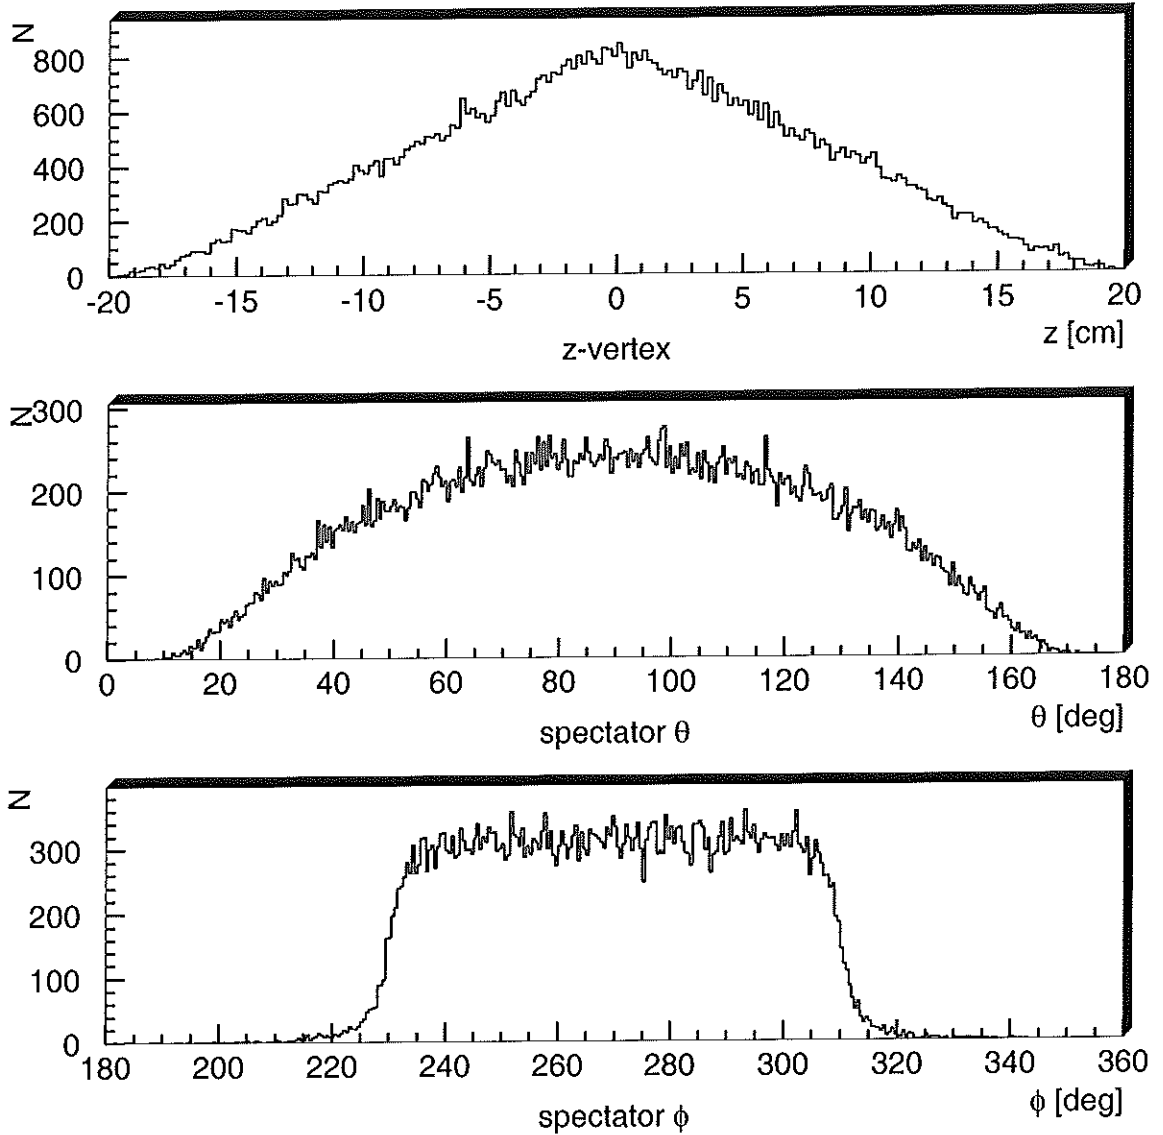 N
800
600
400
200
0
-20 -15 -10 -5 0 5 10 15 20
z [cm]
z-vertex
N
300
200
100
0
0 20 40 60 80 100 120 140 160 180
θ [deg]
spectator θ
N
300
200
100
0
180 200 220 240 260 280 300 320 340 360
ϕ [deg]
spectator ϕ